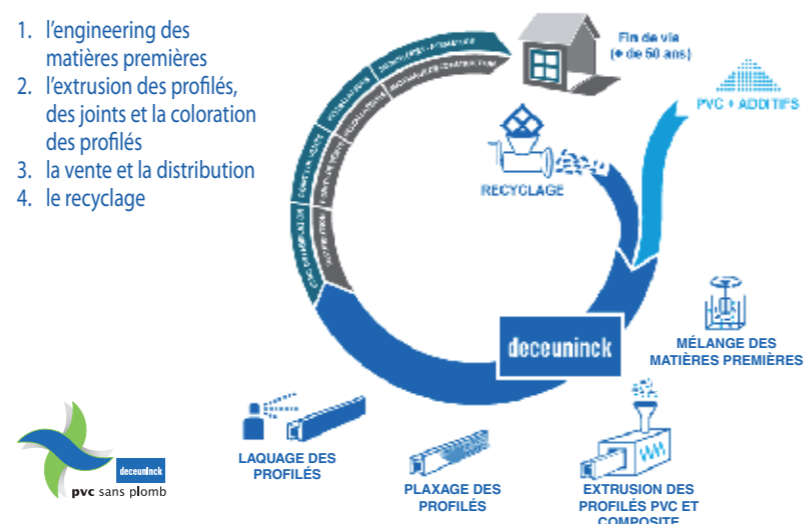 1. l'engineering des
matières premières
2. l'extrusion des profilés,
des joints et la coloration
des profilés
3. la vente et la distribution
4. le recyclage
Fin de vie
(+ de 50 ans)
PVC + ADDITIFS
RECYCLAGE
deceuninck
MÉLANGE DES
MATIÈRES PREMIÈRES
LAQUAGE DES
PROFILÉS
PLAXAGE DES
PROFILÉS
EXTRUSION DES
PROFILÉS PVC ET
COMPOSITE
deceuninck
pvc sans plomb